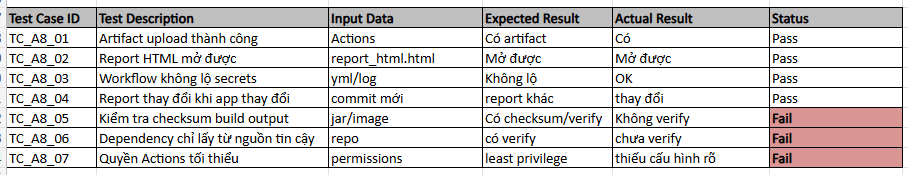 Test Case ID Test Description Input Data Expected Result Actual Result Status
TC_A8_01 Artifact upload thành công Actions Có artifact Có Pass
TC_A8_02 Report HTML mở được report_html.html Mở được Mở được Pass
TC_A8_03 Workflow không lộ secrets yml/log Không lộ OK Pass
TC_A8_04 Report thay đổi khi app thay đổi commit mới report khác thay đổi Pass
TC_A8_05 Kiểm tra checksum build output jar/image Có checksum/verify Không verify Fail
TC_A8_06 Dependency chỉ lấy từ nguồn tin cậy repo có verify chưa verify Fail
TC_A8_07 Quyền Actions tối thiểu permissions least privilege thiếu cấu hình rõ Fail